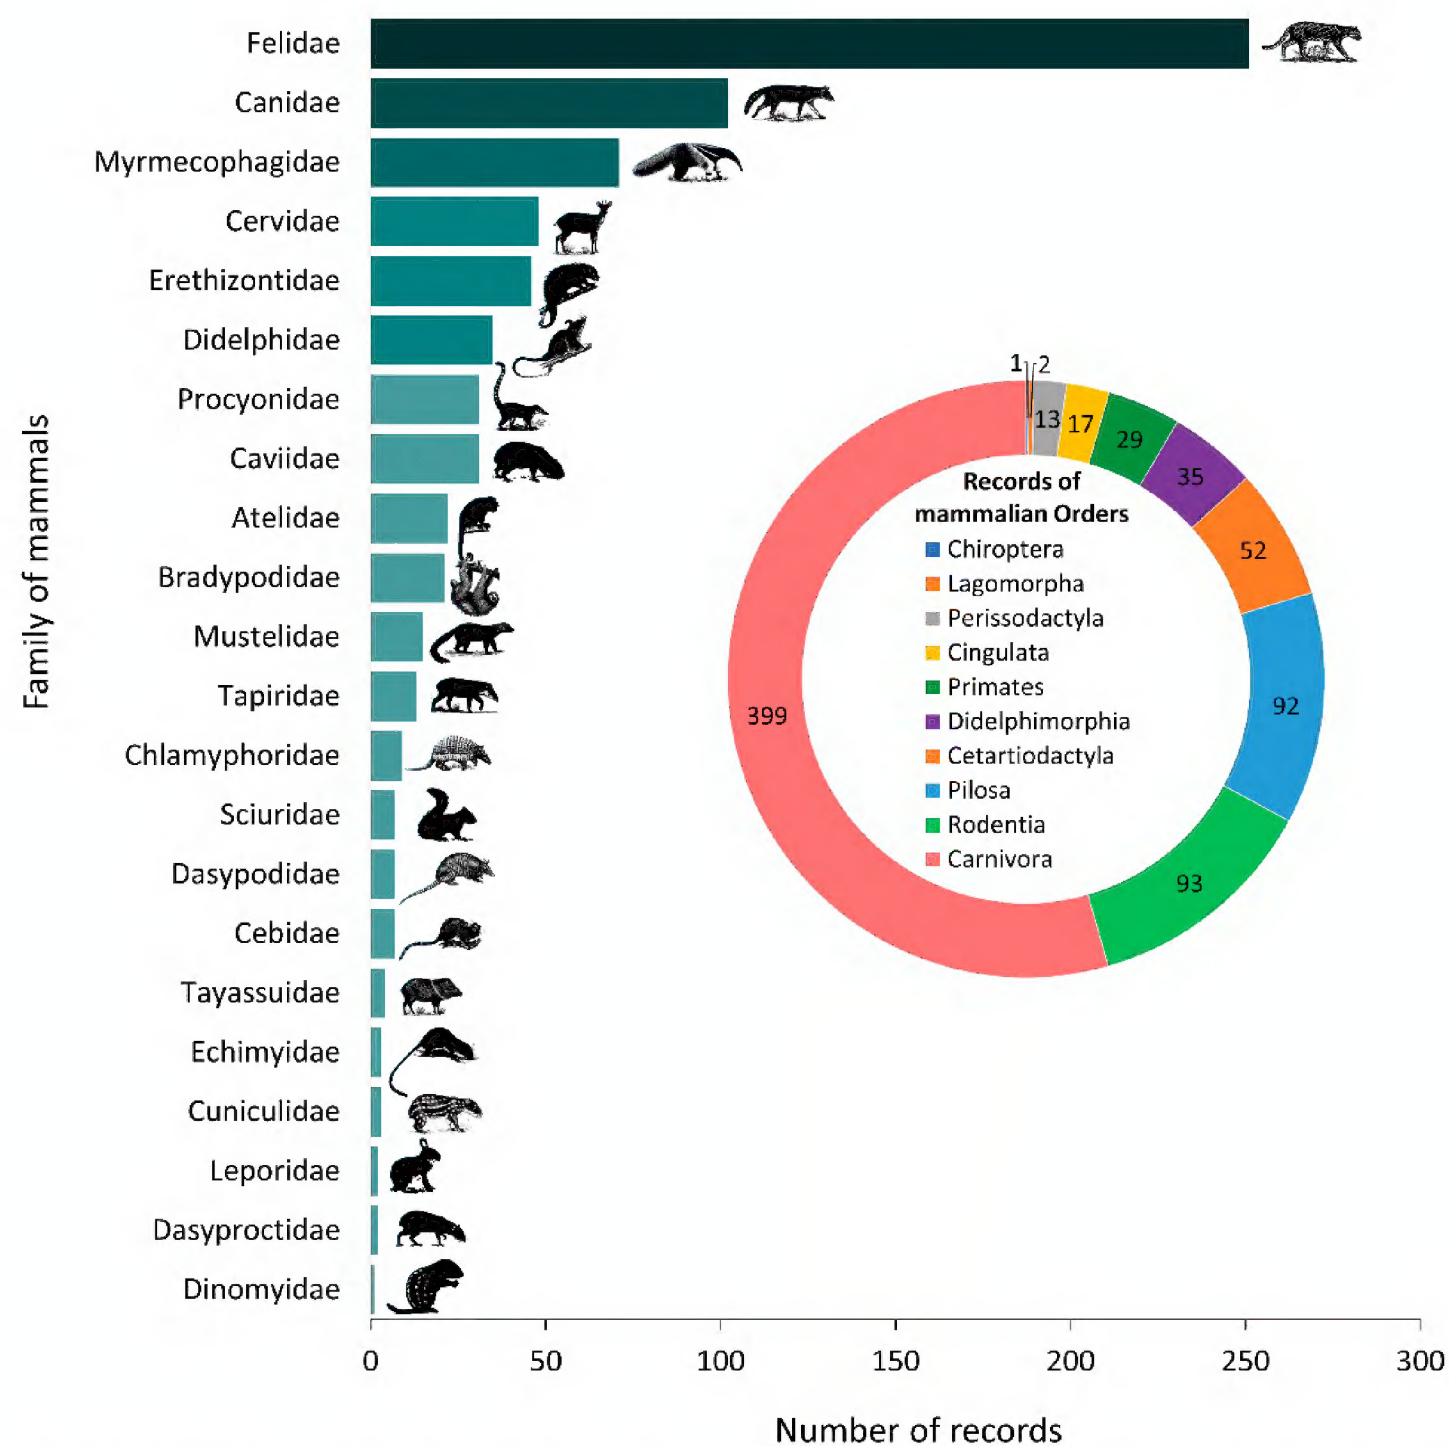 Felidae
Canidae
Myrmecophagidae
Cervidae
Erethizontidae
Didelphidae
Procyonidae
Caviidae
Atelidae
Bradypodidae
Mustelidae
Tapiridae
Chlamyphoridae
Sciuridae
Dasypodidae
Cebidae
Tayassuidae
Echimyidae
Cuniculidae
Leporidae
Dasyproctidae
Dinomyidae
Family of mammals
0 50 100 150 200 250 300
Number of records
1 2
13
17
29
35
52
92
93
399
Records of
mammalian Orders
Chiroptera
Lagomorpha
Perissodactyla
Cingulata
Primates
Didelphimorphia
Cetartiodactyla
Pilosa
Rodentia
Carnivora